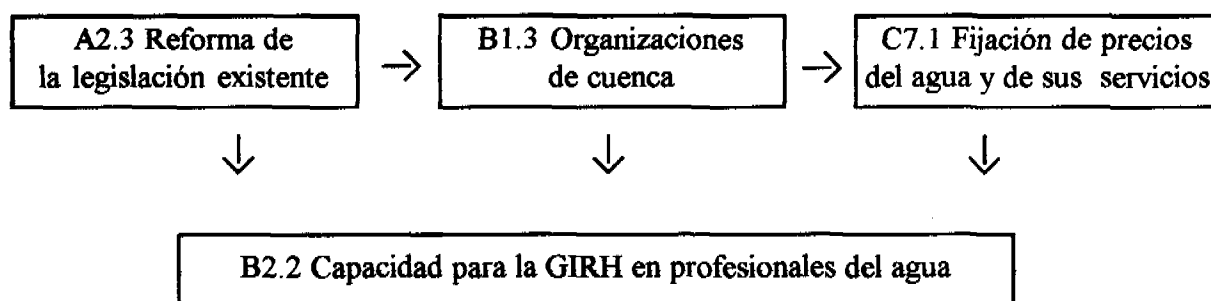 A2.3 Reforma de
la legislación existente
B1.3 Organizaciones
de cuenca
C7.1 Fijación de precios
del agua y de sus servicios
B2.2 Capacidad para la GIRH en profesionales del agua